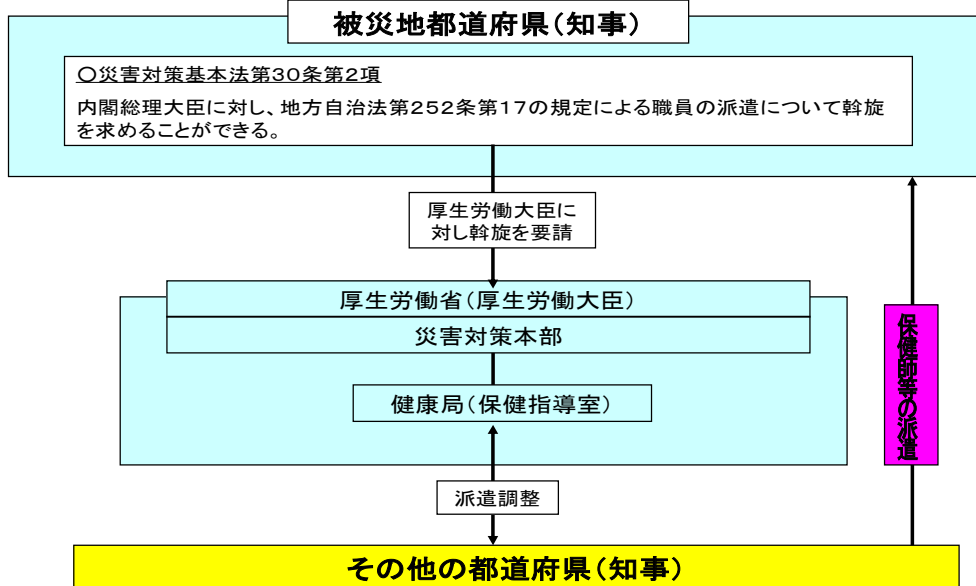 被災地都道府県(知事)
○災害対策基本法第30条第2項
内閣総理大臣に対し、地方自治法第252条第17の規定による職員の派遣について斡旋
を求めることができる。
厚生労働大臣に
対し斡旋を要請
厚生労働省(厚生労働大臣)
災害対策本部
健康局(保健指導室)
保健師等の派遣
派遣調整
その他の都道府県(知事)